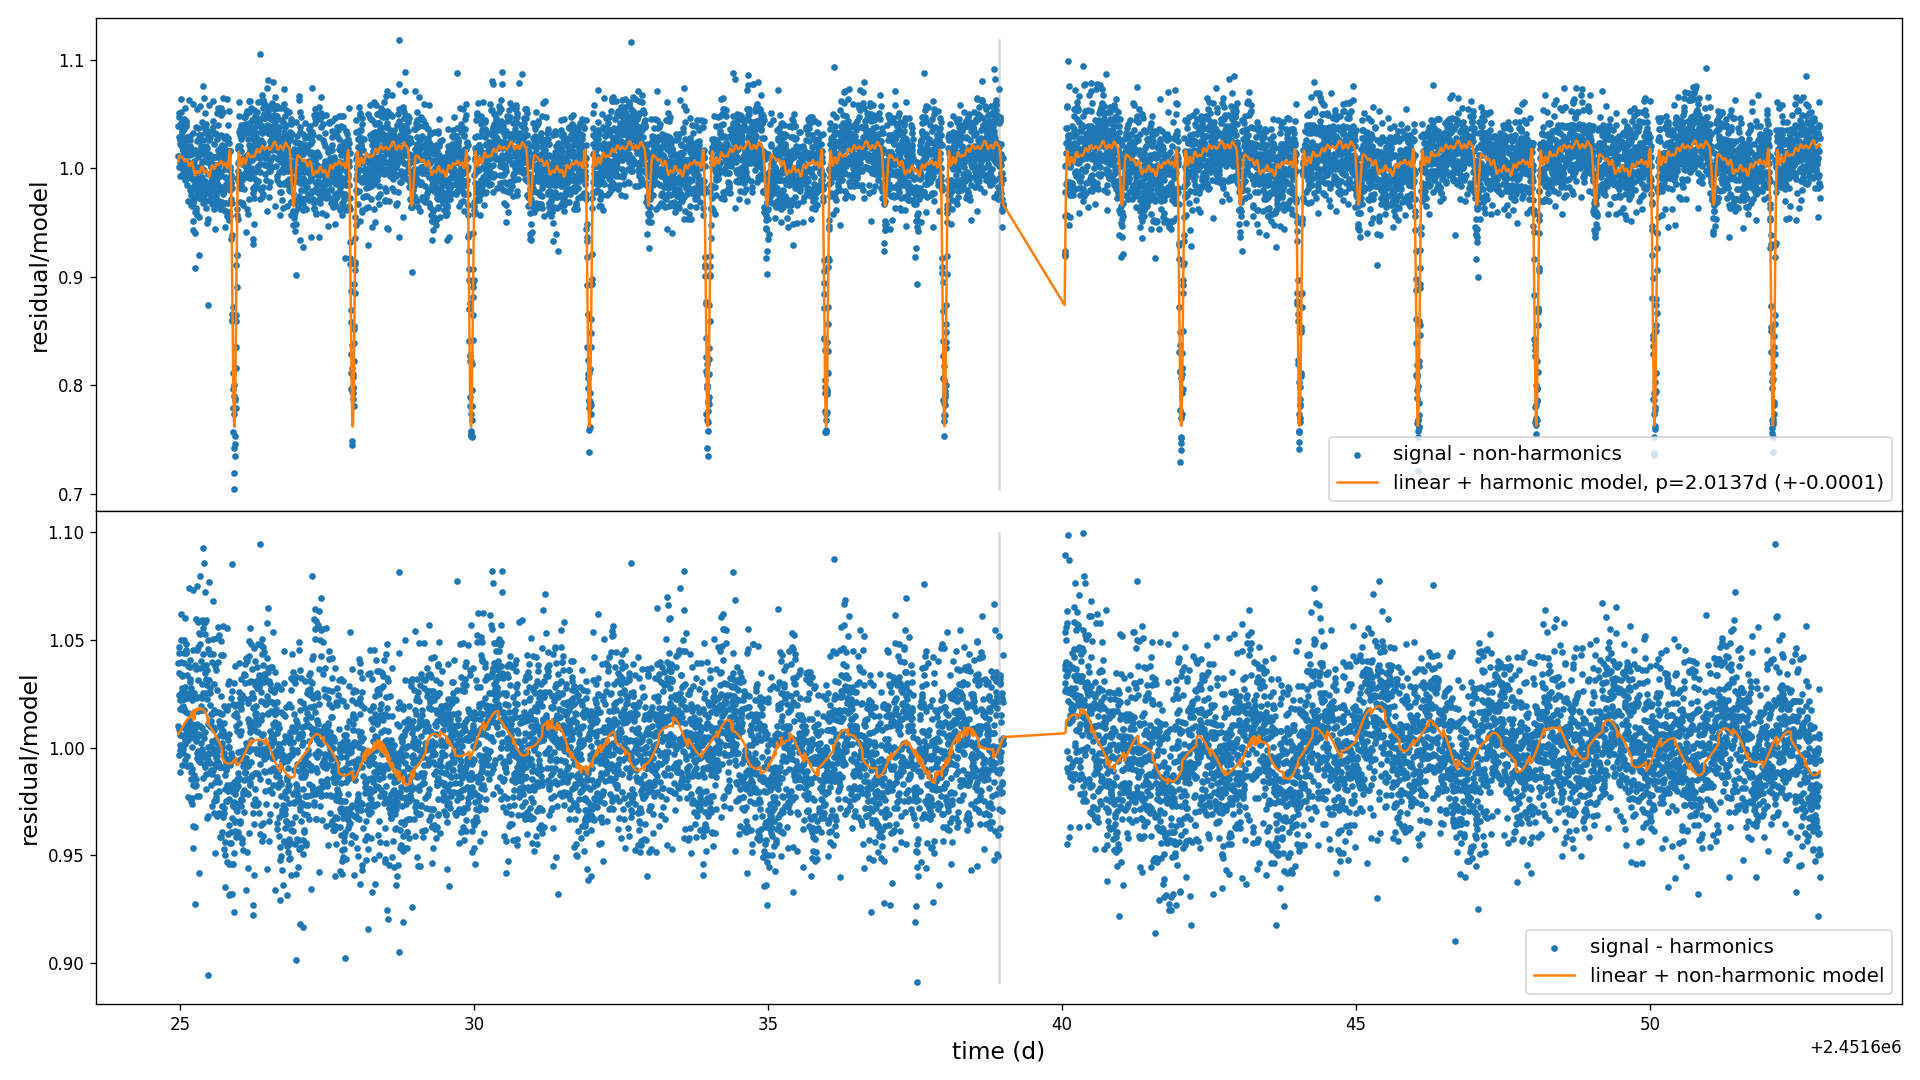 1.1
1.0
0.9
0.8
0.7
residual/model
signal - non-harmonics
linear + harmonic model, p=2.0137d (+-0.0001)
1.10
1.05
1.00
0.95
0.90
residual/model
signal - harmonics
linear + non-harmonic model
25
30
35
40
45
50
time (d)
+2.4516e6